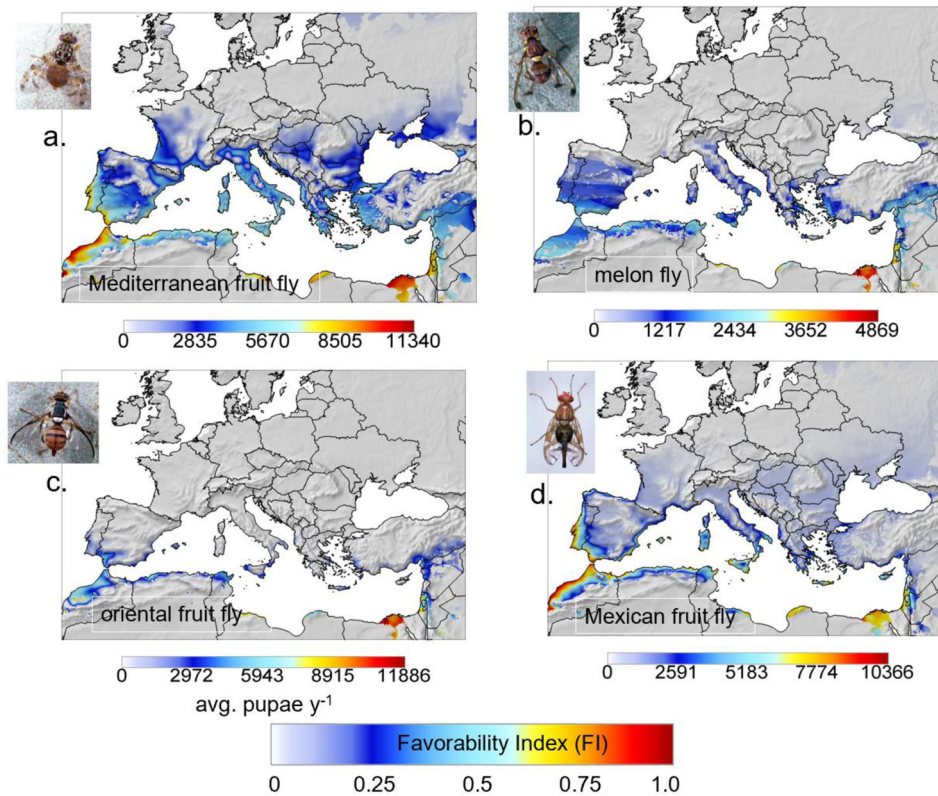 a.
Mediterranean fruit fly
0 2835 5670 8505 11340
b.
melon fly
0 1217 2434 3652 4869
c.
oriental fruit fly
0 2972 5943 8915 11886
avg. pupae y⁻¹
d.
Mexican fruit fly
0 2591 5183 7774 10366
Favorability Index (FI)
0 0.25 0.5 0.75 1.0